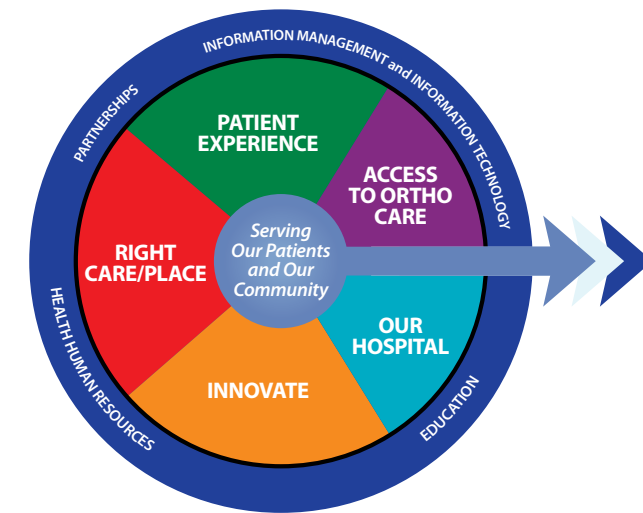 INFORMATION MANAGEMENT and INFORMATION TECHNOLOGY
PARTNERSHIPS
PATIENT
EXPERIENCE
ACCESS
TO ORTHO
CARE
Serving
Our Patients
and Our
Community
RIGHT
CARE/PLACE
OUR
HOSPITAL
INNOVATE
HEALTH HUMAN RESOURCES
EDUCATION